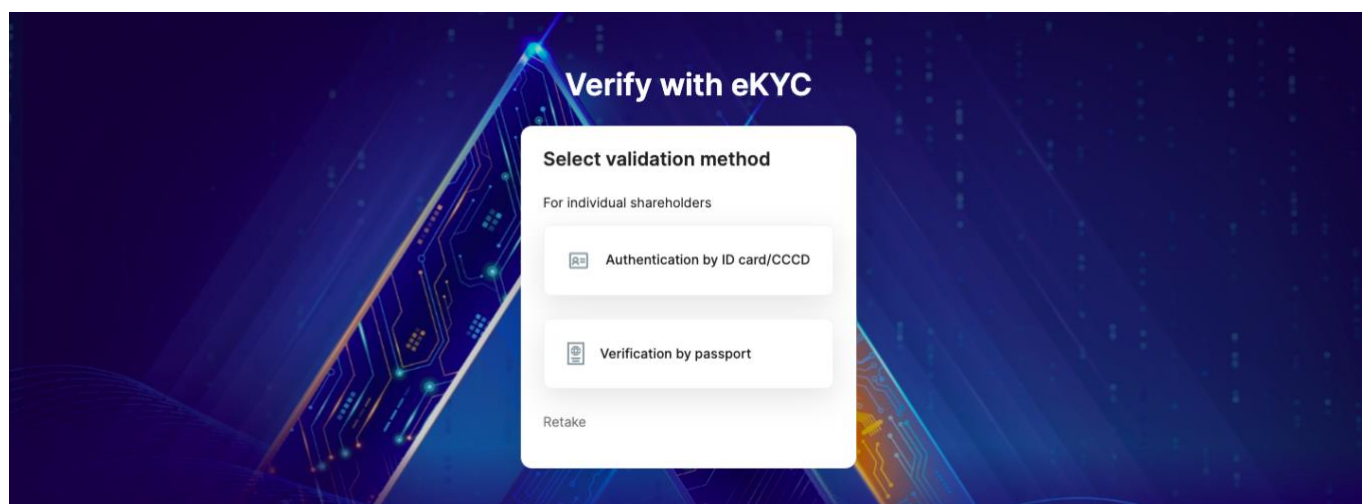 Verify with eKYC
Select validation method
For individual shareholders
Authentication by ID card/CCCD
Verification by passport
Retake